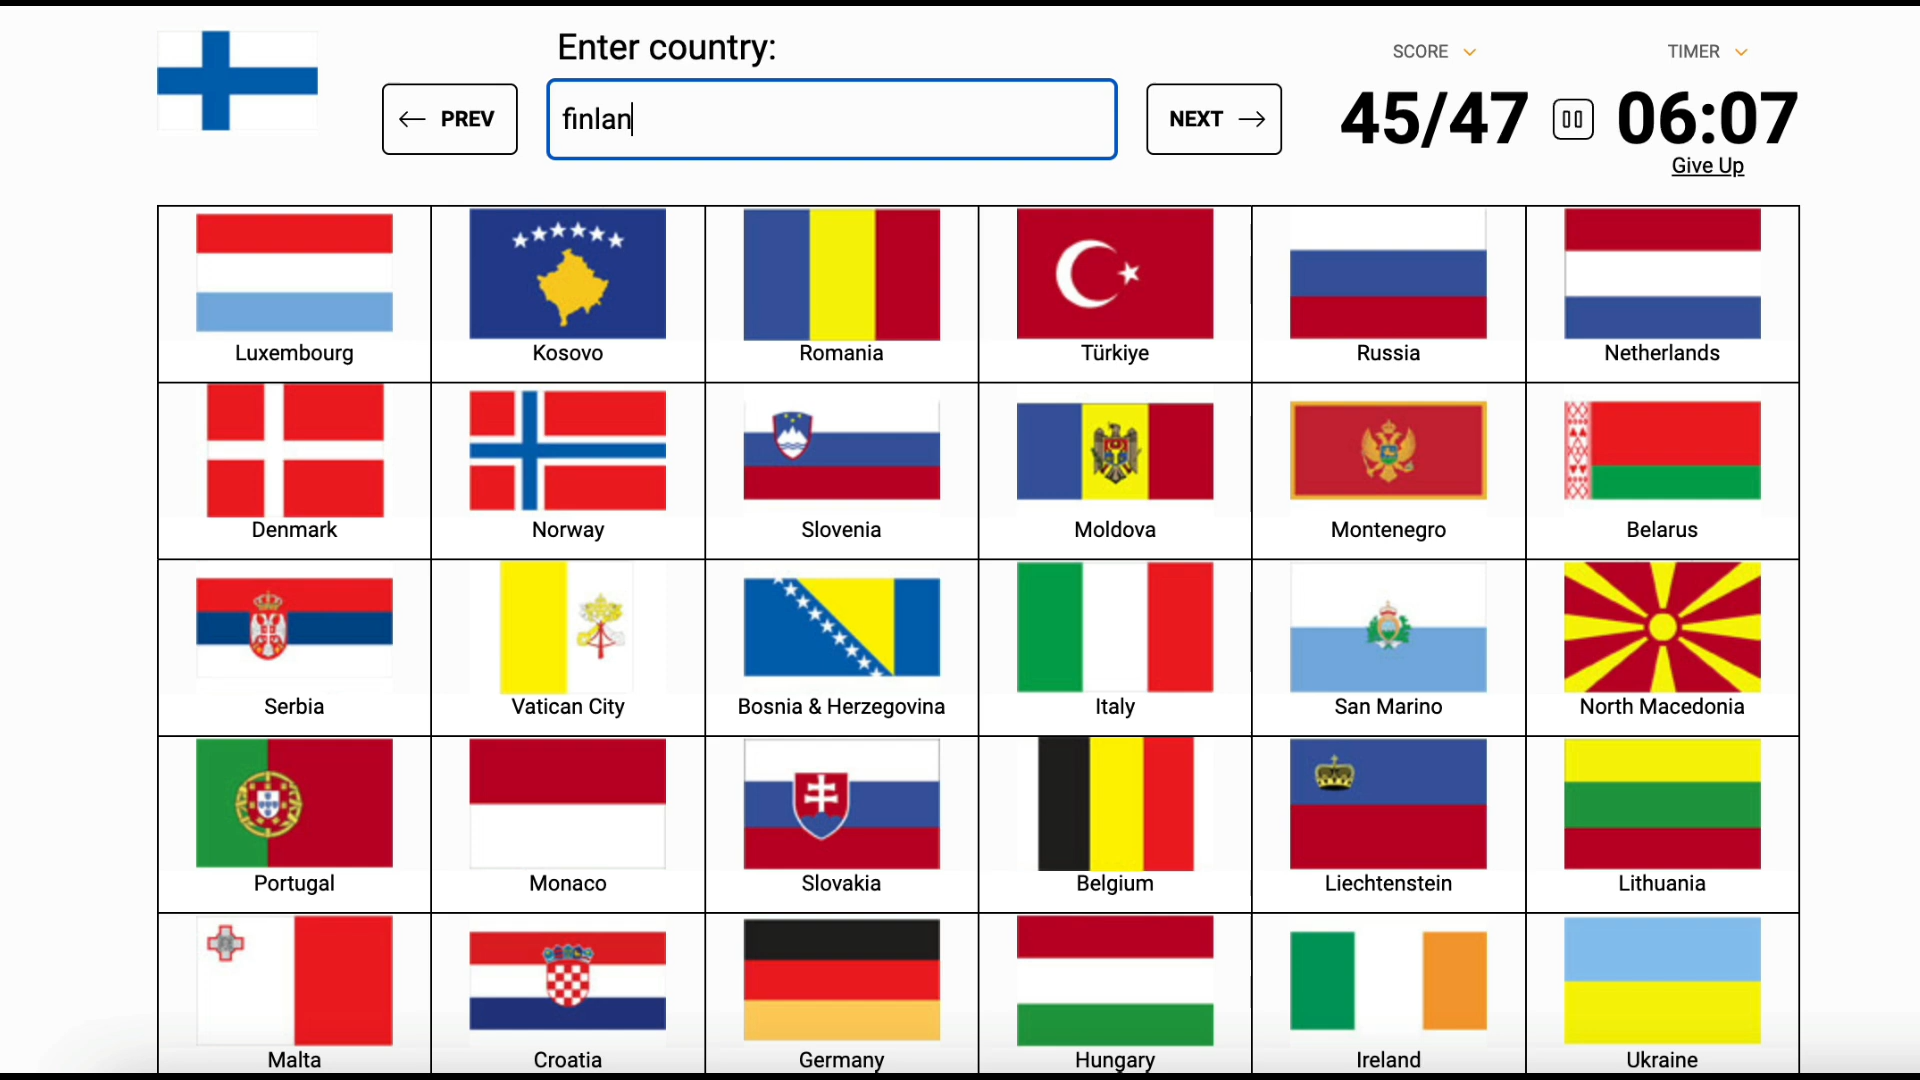 Enter country:
SCORE
TIMER
← PREV
finlan
NEXT →
45/47
06:07
Give Up
Luxembourg
Kosovo
Romania
Türkiye
Russia
Netherlands
Denmark
Norway
Slovenia
Moldova
Montenegro
Belarus
Serbia
Vatican City
Bosnia & Herzegovina
Italy
San Marino
North Macedonia
Portugal
Monaco
Slovakia
Belgium
Liechtenstein
Lithuania
Malta
Croatia
Germany
Hungary
Ireland
Ukraine